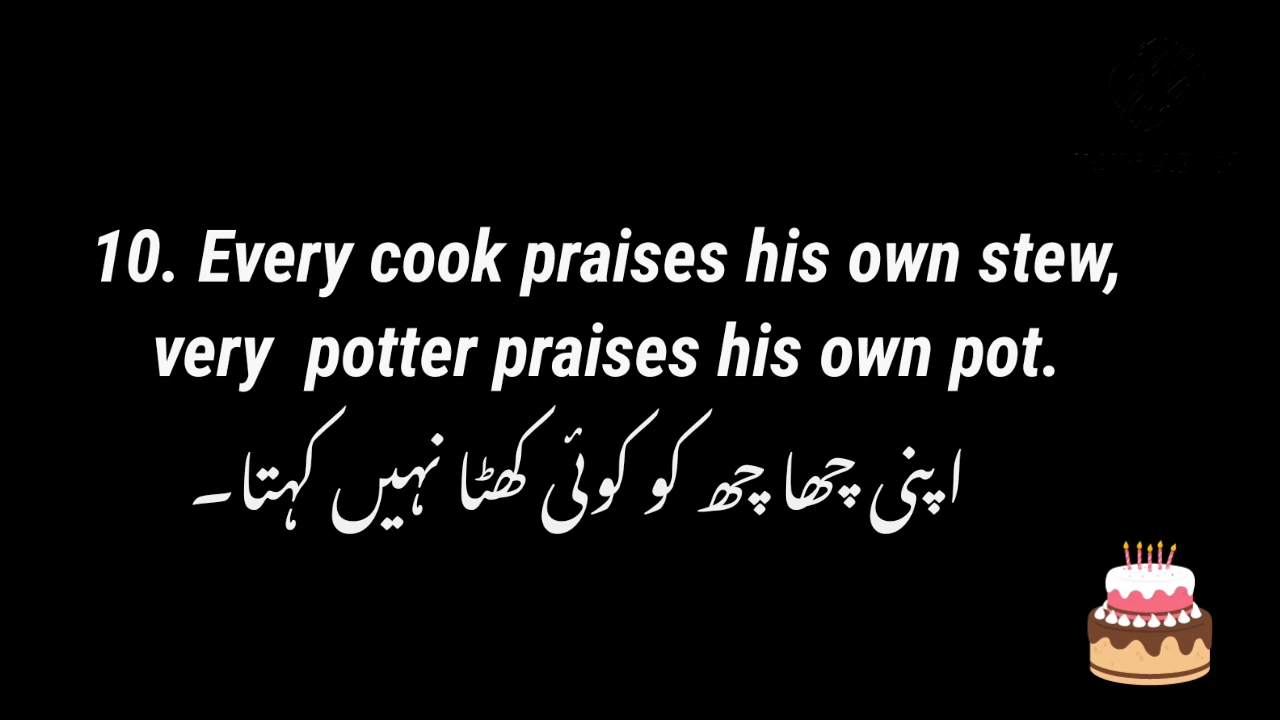 10. Every cook praises his own stew,
very potter praises his own pot.
اپنی چھا چھ کو کوئی کھٹا نہیں کہتا۔